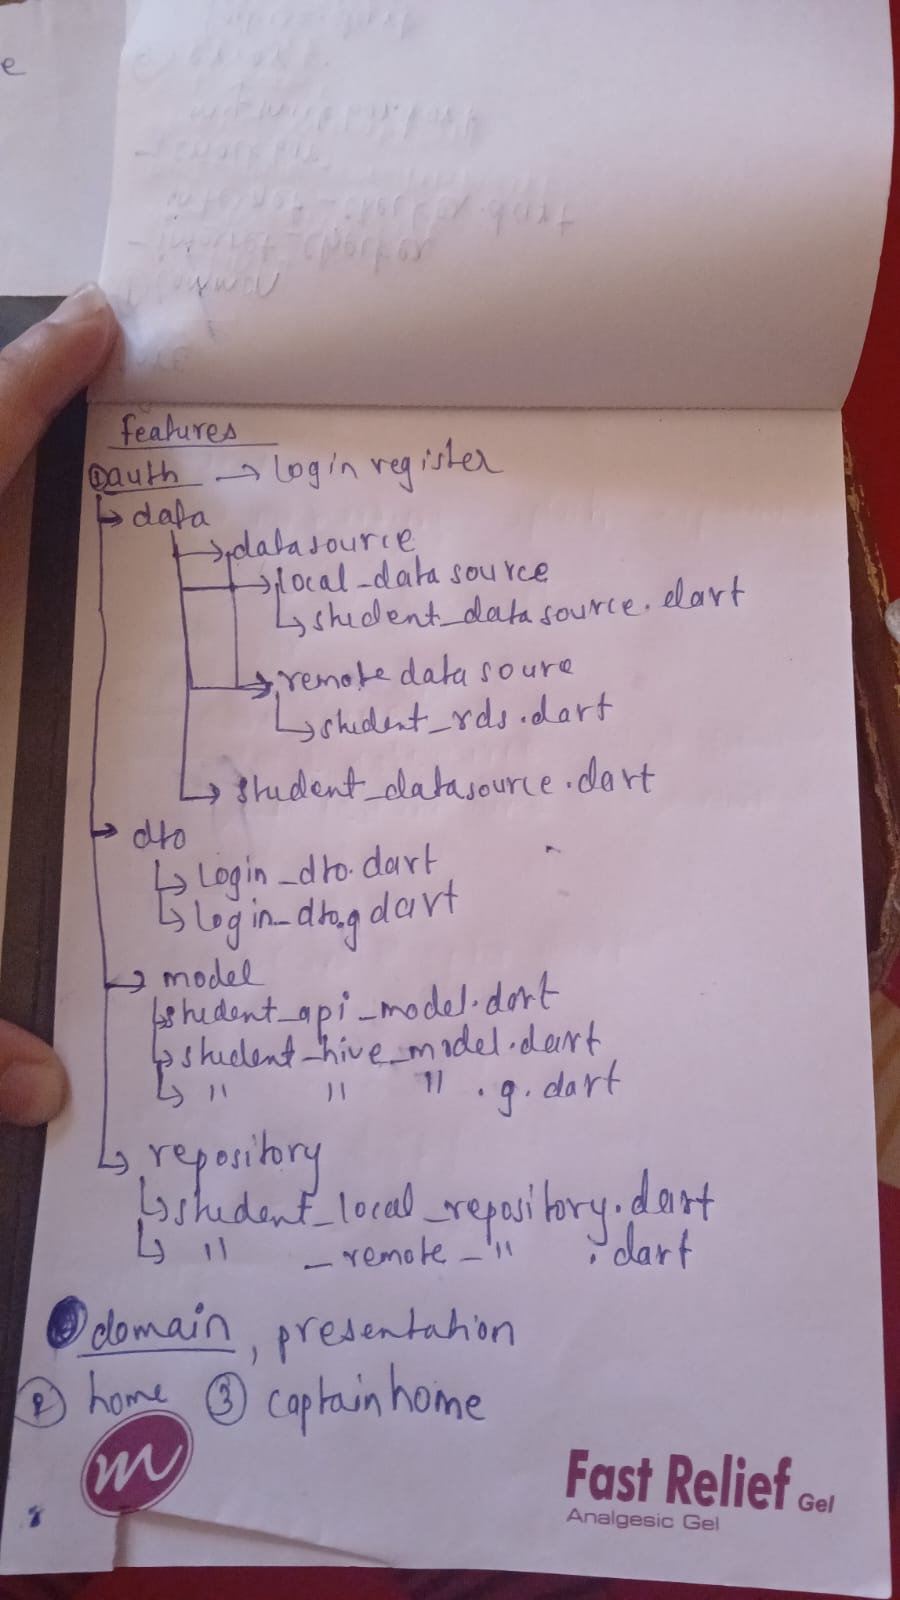 e
features
① auth → login register
↳ data
→ datasource
→ local_data source
↳ student_data source.dart
→ remote data soure
↳ student_rds.dart
↳ student_datasource.dart
→ dto
↳ login_dto.dart
↳ login_dto.g dart
→ model
↳ student_api_model.dart
↳ student_hive_model.dart
↳ " " " .g.dart
↳ repository
↳ student_local_repository.dart
↳ " _remote_" .dart
domain, presentation
② home ③ captain home
m
Fast Relief Gel
Analgesic Gel